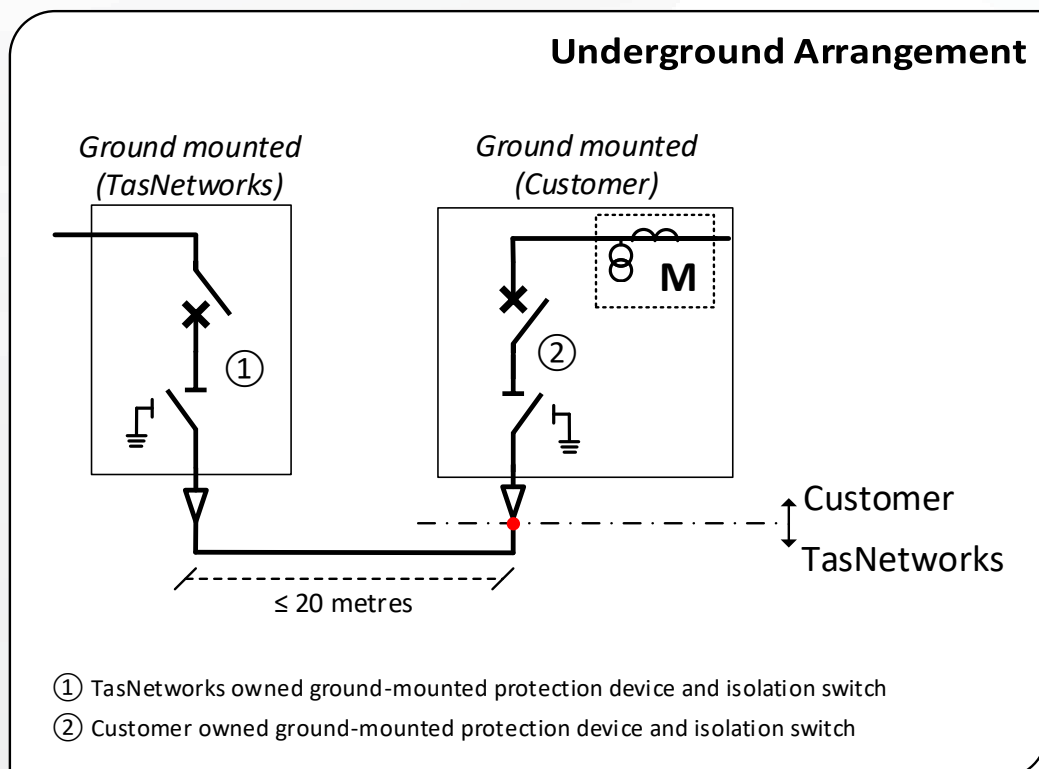 Underground Arrangement
Ground mounted
(TasNetworks)
Ground mounted
(Customer)
M
①
②
Customer
TasNetworks
≤ 20 metres
① TasNetworks owned ground-mounted protection device and isolation switch
② Customer owned ground-mounted protection device and isolation switch